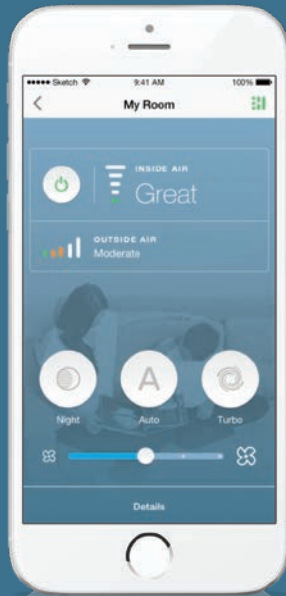 Sketch 9:41 AM 100%
My Room
INSIDE AIR
Great
OUTSIDE AIR
Moderate
A
Night Auto Turbo
Details